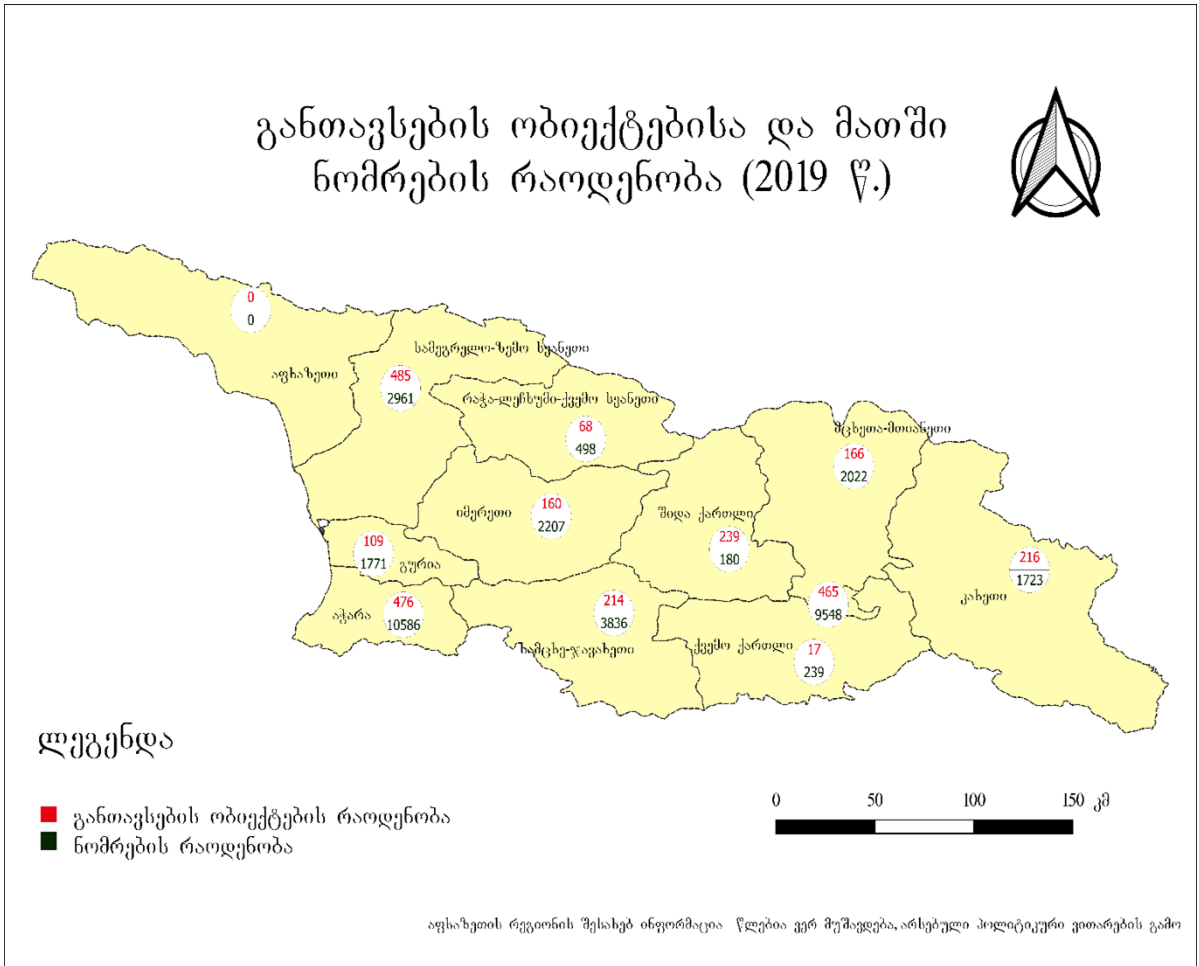 განთავსების ობიექტებისა და მათში
ნომრების რაოდენობა (2019 წ.)
0
0
აფხაზეთი
სამეგრელო-ზემო სვანეთი
485
2961
რაჭა-ლეჩხუმი-ქვემო სვანეთი
68
498
მცხეთა-მთიანეთი
166
2022
იმერეთი
160
2207
შიდა ქართლი
239
180
109
1771
გურია
216
1723
კახეთი
აჭარა
476
10586
214
3836
სამცხე-ჯავახეთი
465
9548
ქვემო ქართლი
17
239
ლეგენდა
განთავსების ობიექტების რაოდენობა
ნომრების რაოდენობა
0 50 100 150 კმ
აფსაზეთის რეგიონის შესახებ ინფორმაცია წლებია ვერ მუშავდება, არსებული პოლიტიკური ვითარების გამო